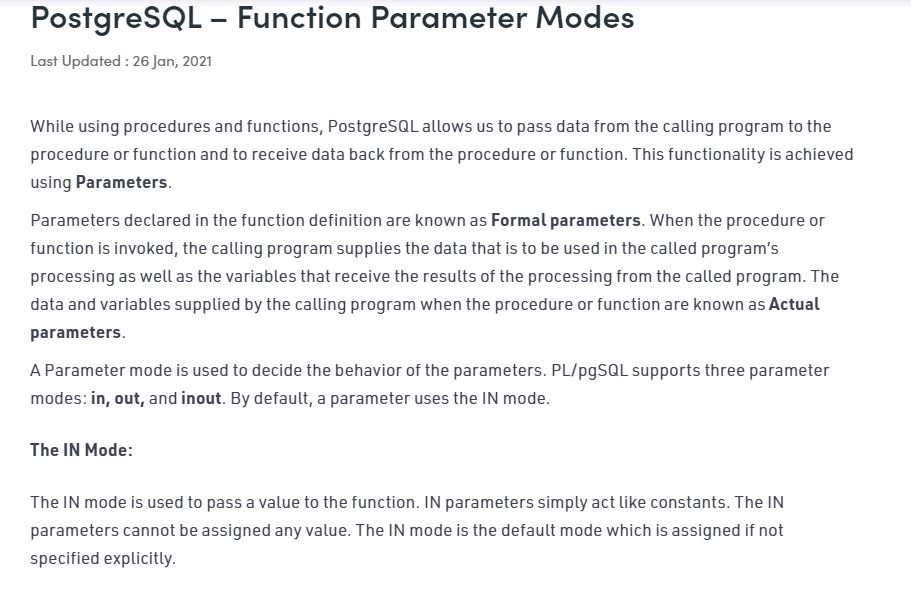 PostgreSQL – Function Parameter Modes
Last Updated : 26 Jan, 2021
While using procedures and functions, PostgreSQL allows us to pass data from the calling program to the
procedure or function and to receive data back from the procedure or function. This functionality is achieved
using Parameters.
Parameters declared in the function definition are known as Formal parameters. When the procedure or
function is invoked, the calling program supplies the data that is to be used in the called program's
processing as well as the variables that receive the results of the processing from the called program. The
data and variables supplied by the calling program when the procedure or function are known as Actual
parameters.
A Parameter mode is used to decide the behavior of the parameters. PL/pgSQL supports three parameter
modes: in, out, and inout. By default, a parameter uses the IN mode.
The IN Mode:
The IN mode is used to pass a value to the function. IN parameters simply act like constants. The IN
parameters cannot be assigned any value. The IN mode is the default mode which is assigned if not
specified explicitly.